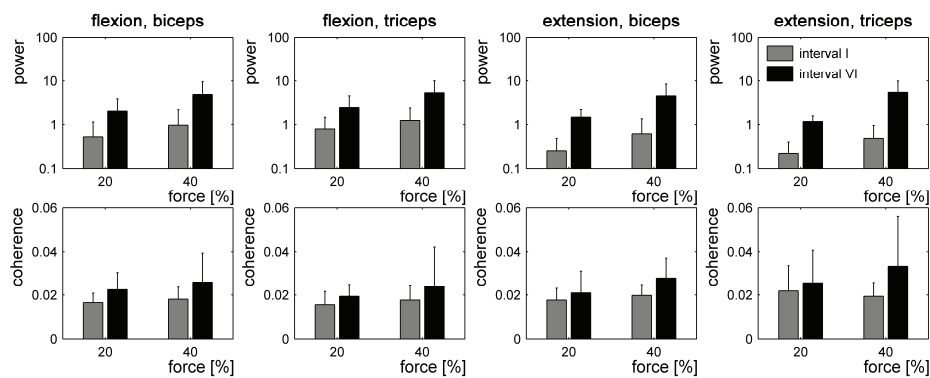 flexion, biceps
flexion, triceps
extension, biceps
extension, triceps
power
100
10
1
0.1
20
40
force [%]
power
100
10
1
0.1
20
40
force [%]
power
100
10
1
0.1
20
40
force [%]
power
100
10
1
0.1
interval I
interval VI
20
40
force [%]
coherence
0.06
0.04
0.02
0
20
40
force [%]
coherence
0.06
0.04
0.02
0
20
40
force [%]
coherence
0.06
0.04
0.02
0
20
40
force [%]
coherence
0.06
0.04
0.02
0
20
40
force [%]